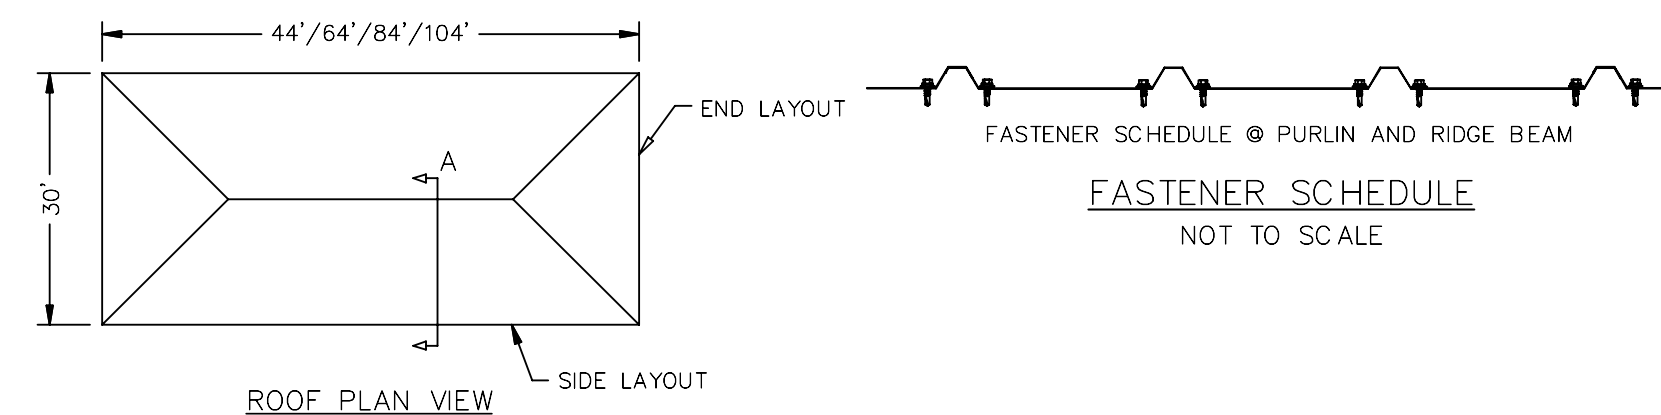 44'/64'/84'/104'
30'
A
END LAYOUT
SIDE LAYOUT
ROOF PLAN VIEW
FASTENER SCHEDULE @ PURLIN AND RIDGE BEAM
FASTENER SCHEDULE
NOT TO SCALE